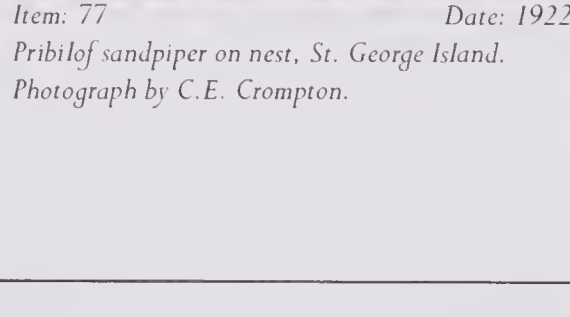 Item: 77 Date: 1922
Pribilof sandpiper on nest, St. George Island.
Photograph by C.E. Crompton.